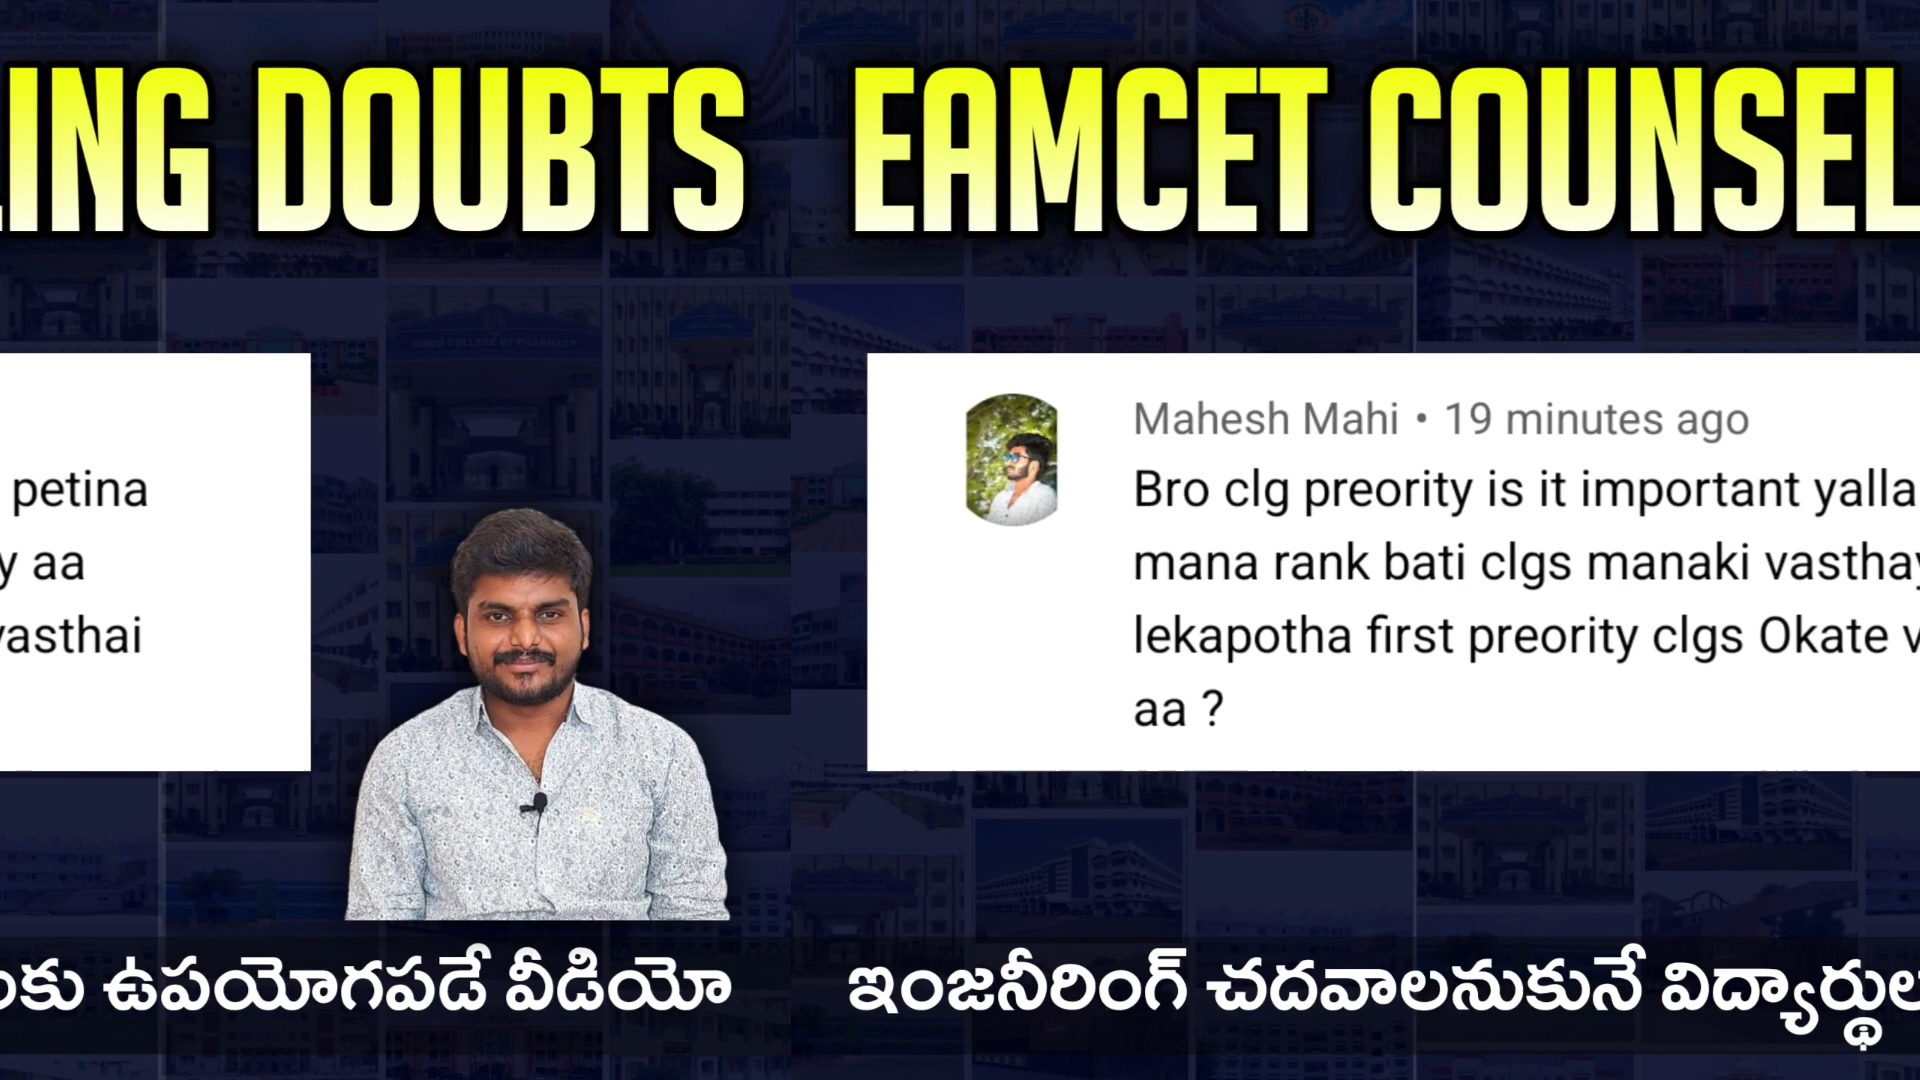 LING DOUBTS
EAMCET COUNSEL
petina
y aa
vasthai
Mahesh Mahi • 19 minutes ago
Bro clg preority is it important yalla
mana rank bati clgs manaki vasthay
lekapotha first preority clgs Okate v
aa ?
కు ఉపయోగపడే వీడియో
ఇంజనీరింగ్ చదవాలనుకునే విద్యార్థుల